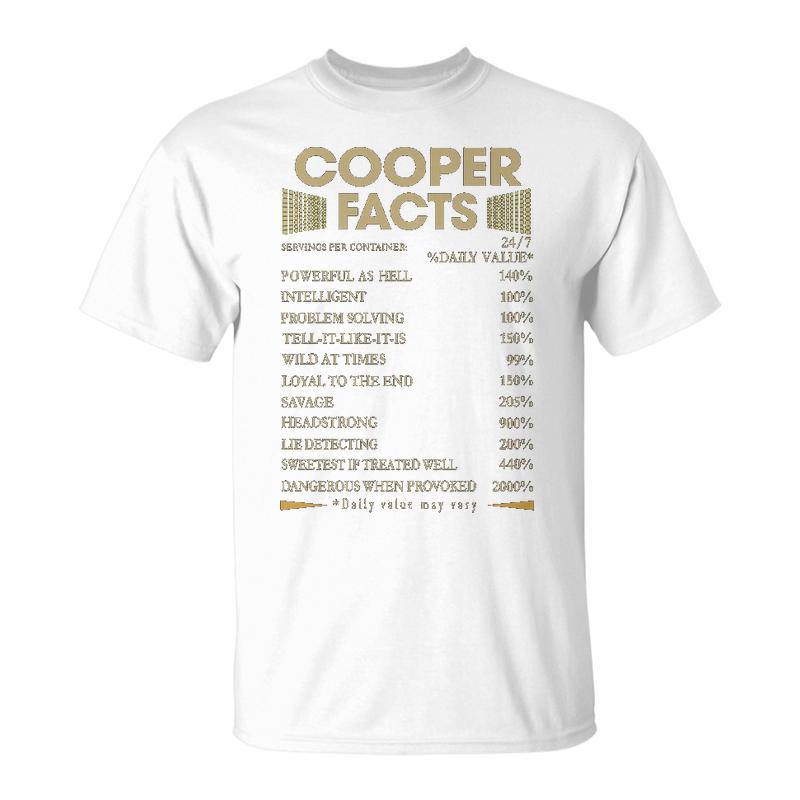 COOPER
FACTS
SERVINGS PER CONTAINER: 24/7
%DAILY VALUE*
POWERFUL AS HELL 140%
INTELLIGENT 100%
PROBLEM SOLVING 100%
TELL-IT-LIKE-IT-IS 150%
WILD AT TIMES 99%
LOYAL TO THE END 150%
SAVAGE 205%
HEADSTRONG 900%
LIE DETECTING 200%
SWEETEST IF TREATED WELL 440%
DANGEROUS WHEN PROVOKED 2000%
*Daily value may vary